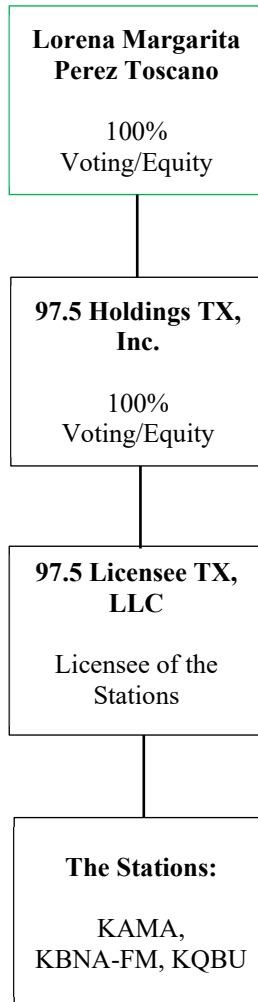 Lorena Margarita
Perez Toscano
100%
Voting/Equity
97.5 Holdings TX,
Inc.
100%
Voting/Equity
97.5 Licensee TX,
LLC
Licensee of the
Stations
The Stations:
KAMA,
KBNA-FM, KQBU